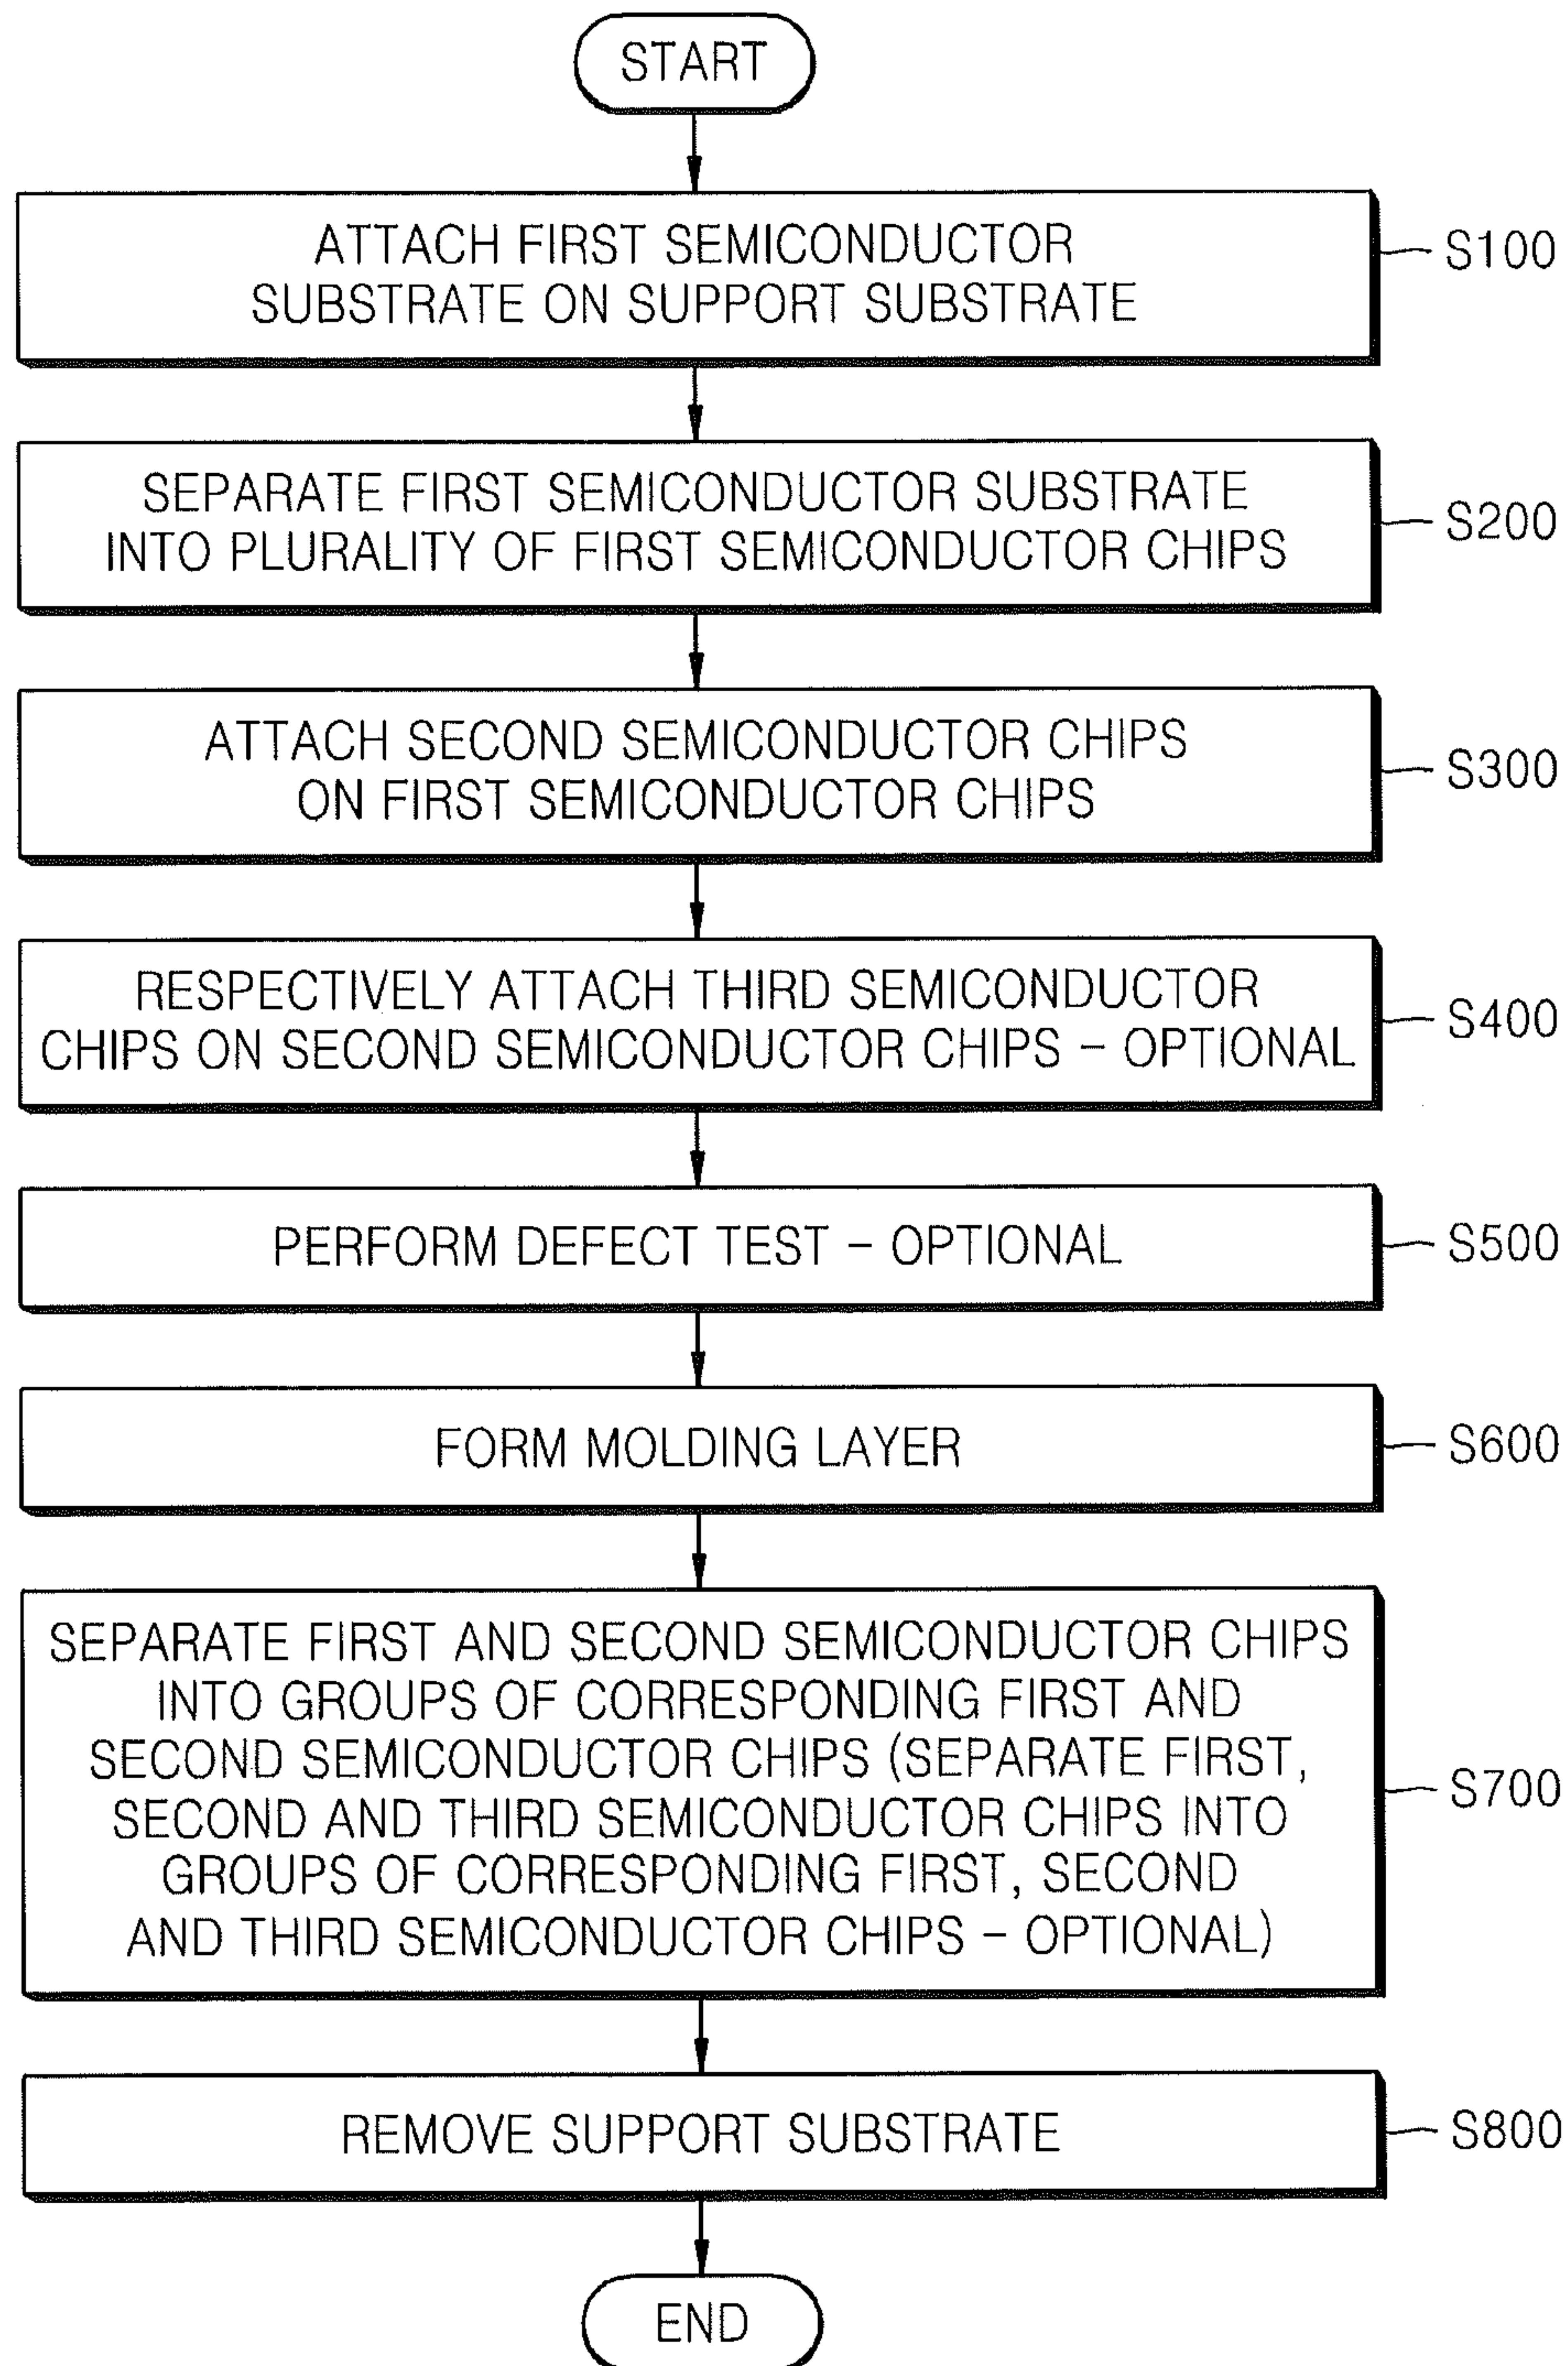 START
ATTACH FIRST SEMICONDUCTOR
SUBSTRATE ON SUPPORT SUBSTRATE
S100
SEPARATE FIRST SEMICONDUCTOR SUBSTRATE
INTO PLURALITY OF FIRST SEMICONDUCTOR CHIPS
S200
ATTACH SECOND SEMICONDUCTOR CHIPS
ON FIRST SEMICONDUCTOR CHIPS
S300
RESPECTIVELY ATTACH THIRD SEMICONDUCTOR
CHIPS ON SECOND SEMICONDUCTOR CHIPS – OPTIONAL
S400
PERFORM DEFECT TEST – OPTIONAL
S500
FORM MOLDING LAYER
S600
SEPARATE FIRST AND SECOND SEMICONDUCTOR CHIPS
INTO GROUPS OF CORRESPONDING FIRST AND
SECOND SEMICONDUCTOR CHIPS (SEPARATE FIRST,
SECOND AND THIRD SEMICONDUCTOR CHIPS INTO
GROUPS OF CORRESPONDING FIRST, SECOND
AND THIRD SEMICONDUCTOR CHIPS – OPTIONAL)
S700
REMOVE SUPPORT SUBSTRATE
S800
END